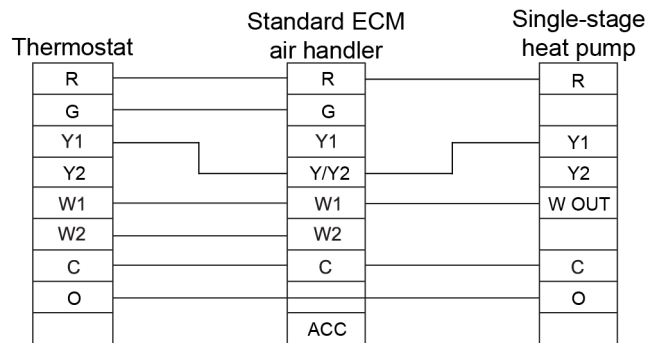 Thermostat
Standard ECM
air handler
Single-stage
heat pump
R
G
Y1
Y2
W1
W2
C
O
R
G
Y1
Y/Y2
W1
W2
C
ACC
R
Y1
Y2
W OUT
C
O